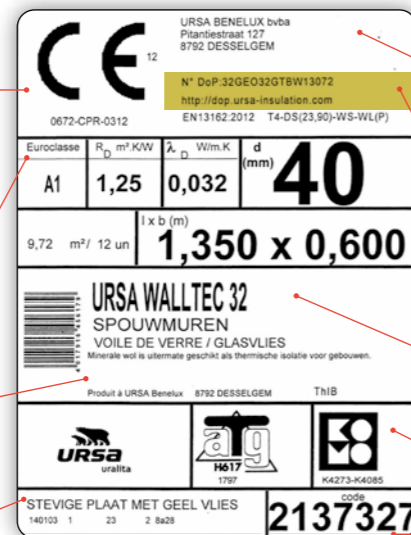 URSA BENELUX bvba
Pitantiestraat 127
8792 DESSELGEM
CE 12
N° DoP:32GEO32GTBW13072
http://dop.ursa-insulation.com
0672-CPR-0312
EN13162:2012 T4-DS(23,90)-WS-WL(P)
Euroclasse R D m².K/W λ D W/m.K d (mm)
A1 1,25 0,032 40
l x b (m)
9,72 m²/ 12 un 1,350 x 0,600
URSA WALLTEC 32
SPOUWMUREN
VOILE DE VERRE / GLASVLIES
Minerale wol is uitermate geschikt als thermische isolatie voor gebouwen.
Produit à URSA Benelux 8792 DESSELGEM ThIB
URSA
uralita
atg
H617
1797
K4273-K4085
STEVIGE PLAAT MET GEEL VLIES
code
140103 1 23 2 8a28
2137327